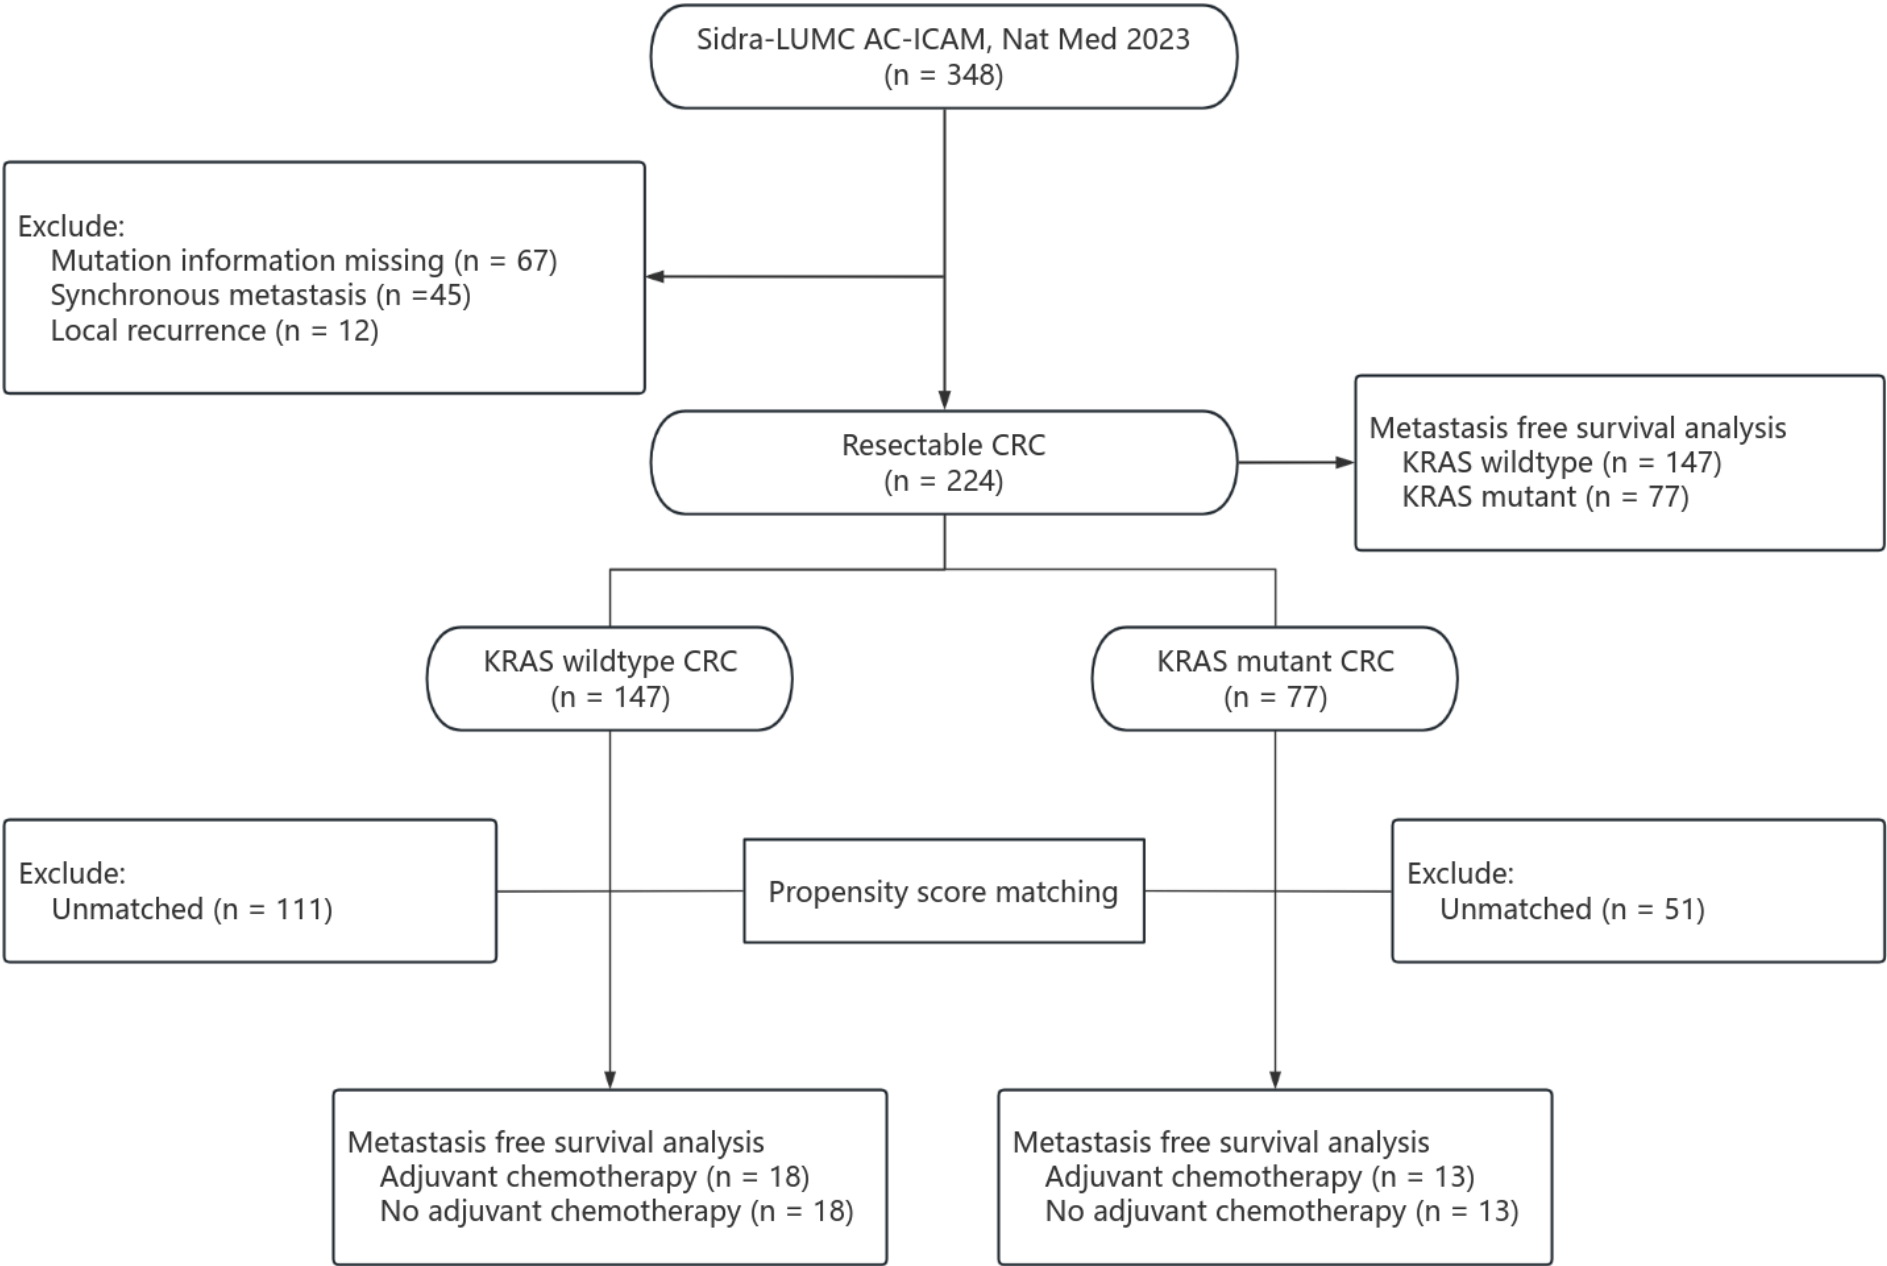 Sidra-LUMC AC-ICAM, Nat Med 2023
(n = 348)
Exclude:
Mutation information missing (n = 67)
Synchronous metastasis (n =45)
Local recurrence (n = 12)
Resectable CRC
(n = 224)
Metastasis free survival analysis
KRAS wildtype (n = 147)
KRAS mutant (n = 77)
KRAS wildtype CRC
(n = 147)
KRAS mutant CRC
(n = 77)
Exclude:
Unmatched (n = 111)
Propensity score matching
Exclude:
Unmatched (n = 51)
Metastasis free survival analysis
Adjuvant chemotherapy (n = 18)
No adjuvant chemotherapy (n = 18)
Metastasis free survival analysis
Adjuvant chemotherapy (n = 13)
No adjuvant chemotherapy (n = 13)